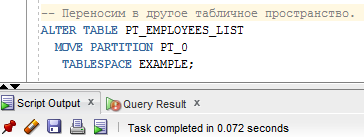 -- Переносим в другое табличное пространство.
ALTER TABLE PT_EMPLOYEES_LIST
MOVE PARTITION PT_0
TABLESPACE EXAMPLE;
Script Output x Query Result x
Task completed in 0.072 seconds